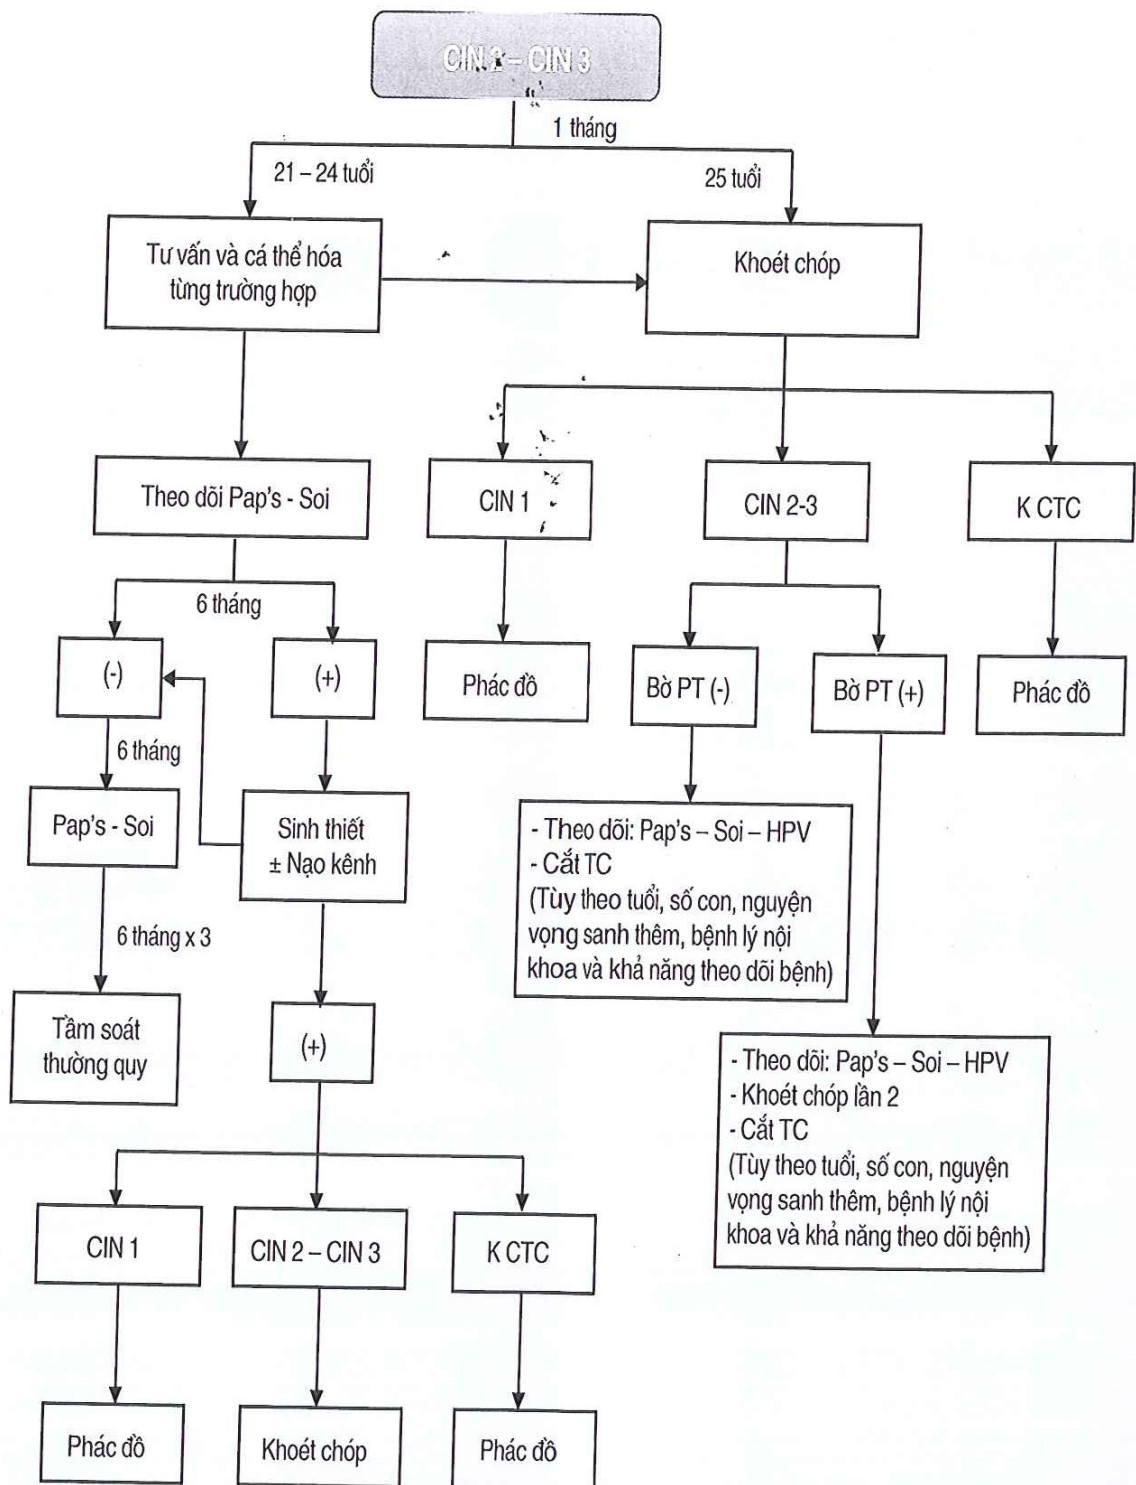 CIN 2 – CIN 3
1 tháng
21 – 24 tuổi
25 tuổi
Tư vấn và cá thể hóa
từng trường hợp
Khoét chóp
Theo dõi Pap's - Soi
CIN 1
CIN 2-3
K CTC
6 tháng
(-)
(+)
Phác đồ
Bờ PT (-)
Bờ PT (+)
Phác đồ
6 tháng
Pap's - Soi
Sinh thiết
± Nạo kênh
- Theo dõi: Pap's – Soi – HPV
- Cắt TC
(Tùy theo tuổi, số con, nguyện
vọng sanh thêm, bệnh lý nội
khoa và khả năng theo dõi bệnh)
6 tháng x 3
Tầm soát
thường quy
(+)
- Theo dõi: Pap's – Soi – HPV
- Khoét chóp lần 2
- Cắt TC
(Tùy theo tuổi, số con, nguyện
vọng sanh thêm, bệnh lý nội
khoa và khả năng theo dõi bệnh)
CIN 1
CIN 2 – CIN 3
K CTC
Phác đồ
Khoét chóp
Phác đồ